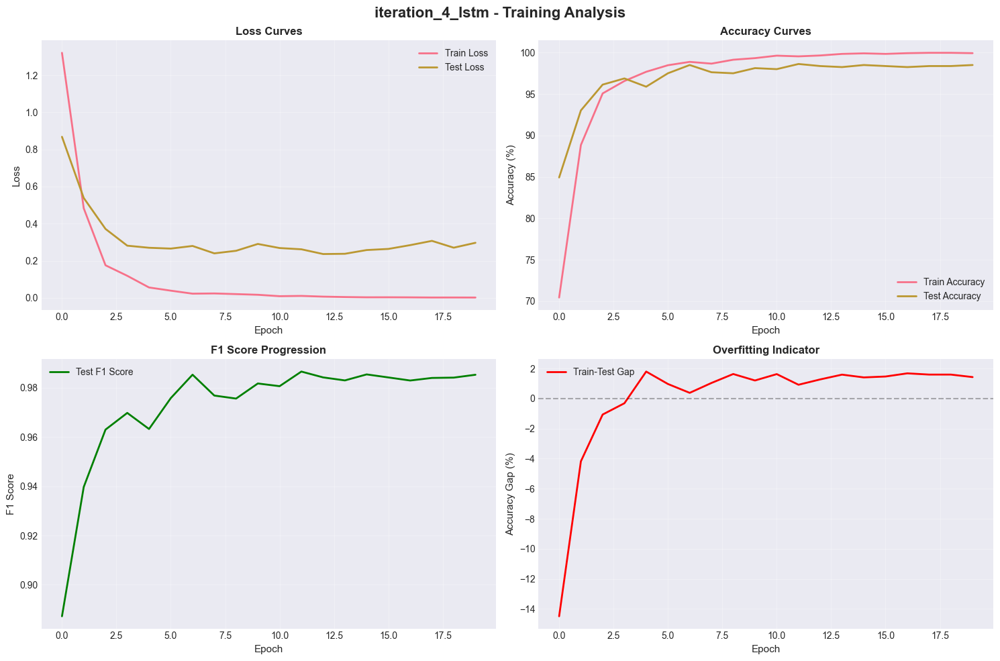 iteration_4_lstm - Training Analysis
Loss Curves
Train Loss
Test Loss
1.2
1.0
0.8
0.6
0.4
0.2
0.0
Loss
0.0 2.5 5.0 7.5 10.0 12.5 15.0 17.5
Epoch
Accuracy Curves
100
95
90
85
80
75
70
Accuracy (%)
Train Accuracy
Test Accuracy
0.0 2.5 5.0 7.5 10.0 12.5 15.0 17.5
Epoch
F1 Score Progression
Test F1 Score
0.98
0.96
0.94
0.92
0.90
F1 Score
0.0 2.5 5.0 7.5 10.0 12.5 15.0 17.5
Epoch
Overfitting Indicator
Train-Test Gap
2
0
−2
−4
−6
−8
−10
−12
−14
Accuracy Gap (%)
0.0 2.5 5.0 7.5 10.0 12.5 15.0 17.5
Epoch